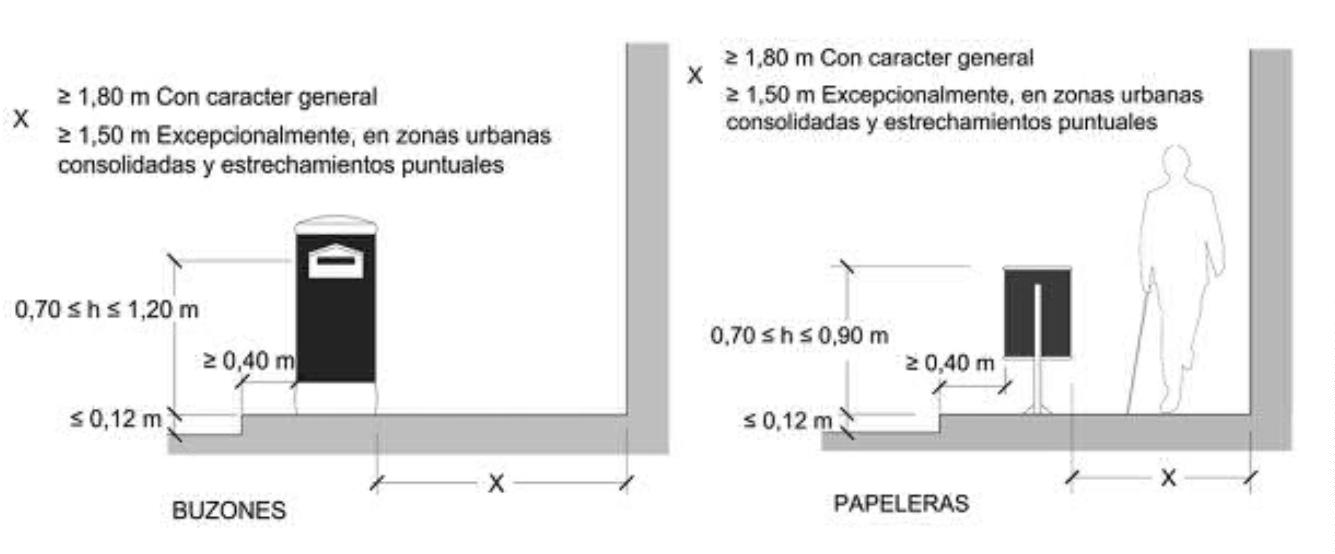 X
≥ 1,80 m Con caracter general
≥ 1,50 m Excepcionalmente, en zonas urbanas
consolidadas y estrechamientos puntuales
0,70 ≤ h ≤ 1,20 m
≥ 0,40 m
≤ 0,12 m
X
BUZONES
X
≥ 1,80 m Con caracter general
≥ 1,50 m Excepcionalmente, en zonas urbanas
consolidadas y estrechamientos puntuales
0,70 ≤ h ≤ 0,90 m
≥ 0,40 m
≤ 0,12 m
X
PAPELERAS